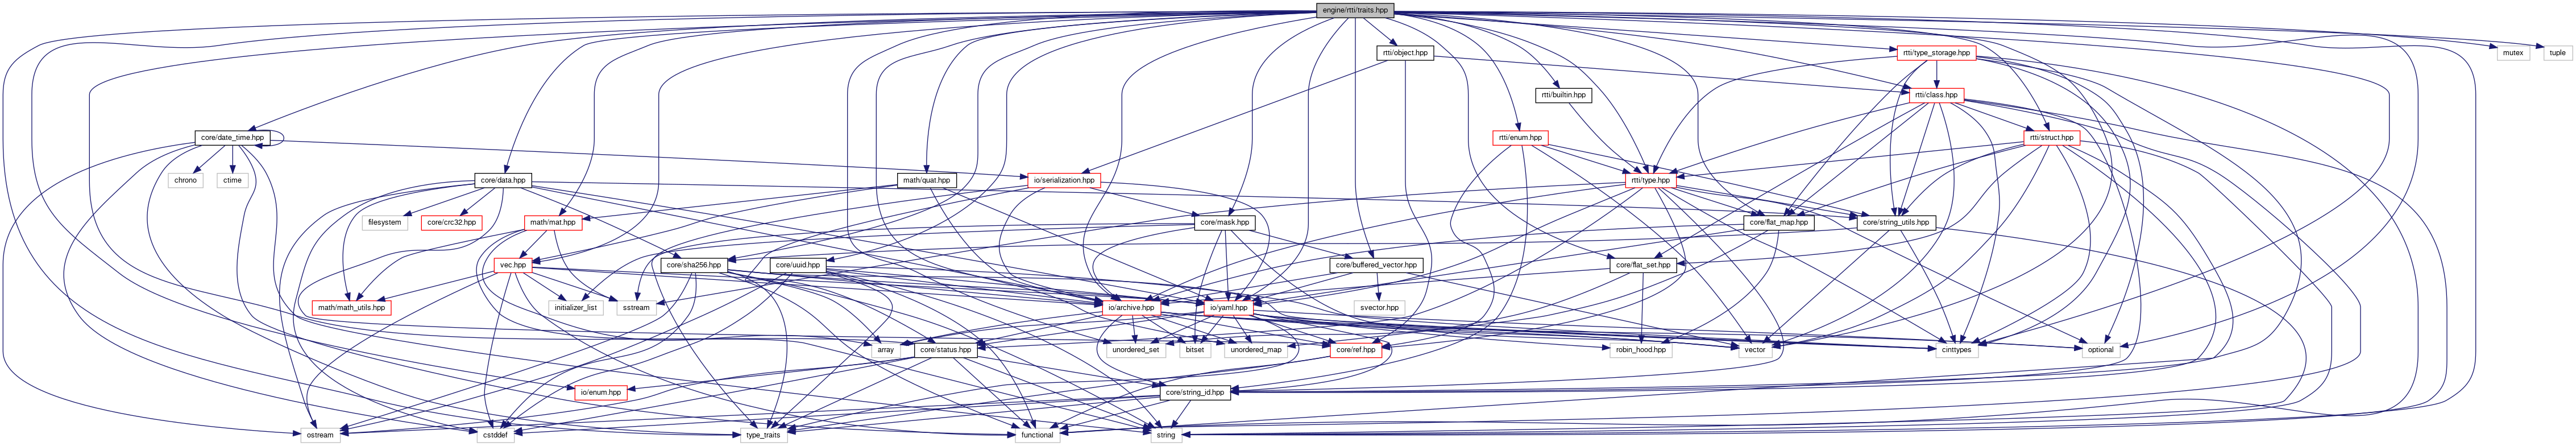 engine/rtti/traits.hpp
rtti/object.hpp
rtti/type_storage.hpp
mutex
tuple
rtti/builtin.hpp
rtti/class.hpp
core/date_time.hpp
rtti/enum.hpp
rtti/struct.hpp
chrono
ctime
core/data.hpp
math/quat.hpp
io/serialization.hpp
rtti/type.hpp
filesystem
core/crc32.hpp
math/mat.hpp
core/mask.hpp
core/flat_map.hpp
core/string_utils.hpp
vec.hpp
core/sha256.hpp
core/uuid.hpp
core/buffered_vector.hpp
core/flat_set.hpp
math/math_utils.hpp
initializer_list
sstream
io/archive.hpp
io/yaml.hpp
svector.hpp
array
core/status.hpp
unordered_set
bitset
unordered_map
core/ref.hpp
robin_hood.hpp
vector
cinttypes
optional
io/enum.hpp
core/string_id.hpp
ostream
cstddef
type_traits
functional
string